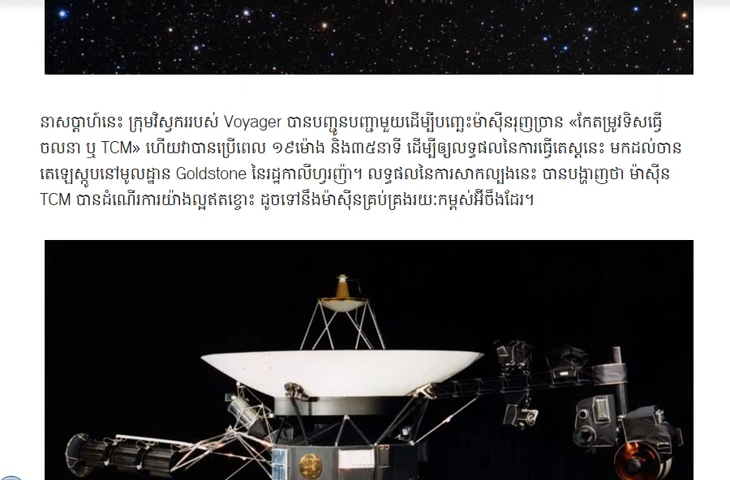 នាសប្ដាហ៍នេះ ក្រុមវិស្វកររបស់ Voyager បានបញ្ជូនបញ្ជាមួយដើម្បីបញ្ឆេះម៉ាស៊ីនរុញច្រាន «កែតម្រូវទិសធ្វើ
ចលនា ឬ TCM» ហើយវាបានប្រើពេល ១៩ម៉ោង និង៣៥នាទី ដើម្បីឲ្យលទ្ធផលនៃការធ្វើតេស្តនេះ មកដល់ចាន
តេឡេស្កូបនៅមូលដ្ឋាន Goldstone នៃរដ្ឋកាលីហ្វរញ៉ា។ លទ្ធផលនៃការសាកល្បងនេះ បានបង្ហាញថា ម៉ាស៊ីន
TCM បានដំណើរការយ៉ាងល្អឥតខ្ចោះ ដូចទៅនឹងម៉ាស៊ីនគ្រប់គ្រងរយៈកម្ពស់អ៊ីចឹងដែរ។